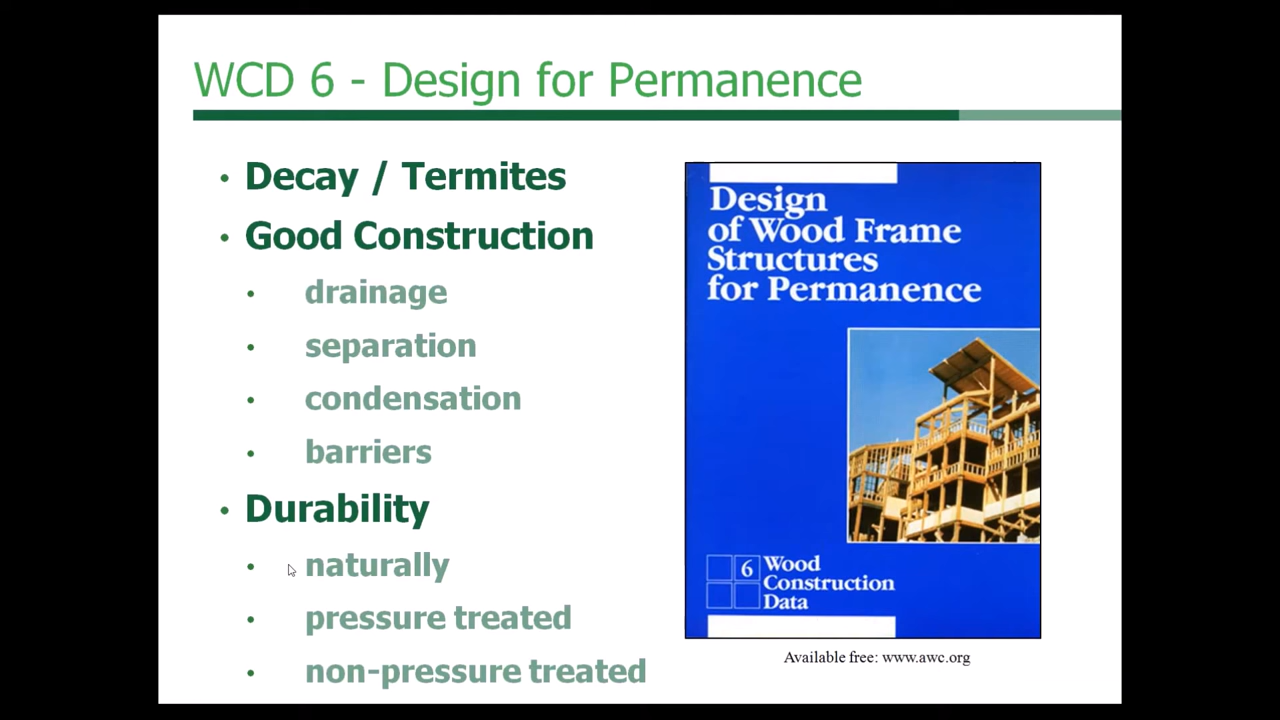 WCD 6 - Design for Permanence
• Decay / Termites
• Good Construction
• drainage
• separation
• condensation
• barriers
• Durability
• naturally
• pressure treated
• non-pressure treated
Design
of Wood Frame
Structures
for Permanence
6 Wood
Construction
Data
Available free: www.awc.org